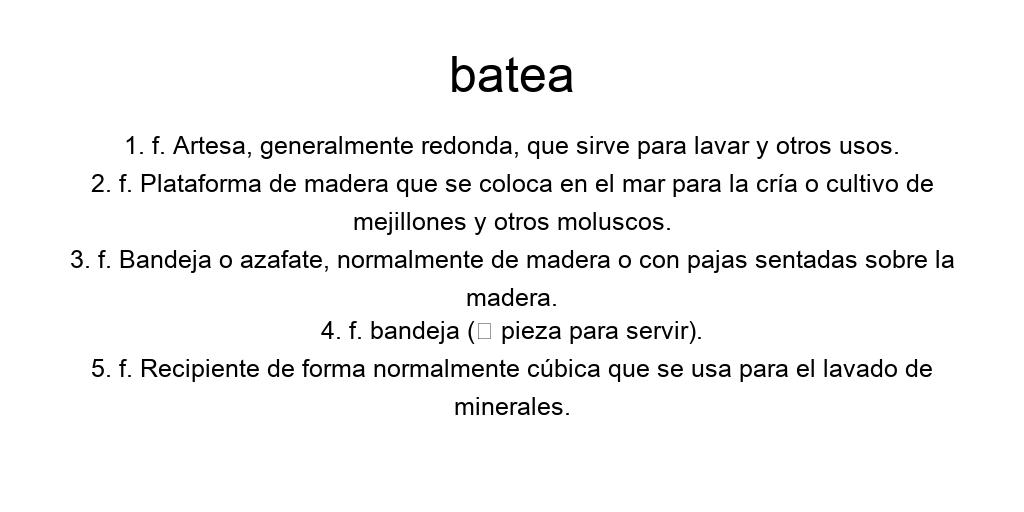 batea
1. f. Artesa, generalmente redonda, que sirve para lavar y otros usos.
2. f. Plataforma de madera que se coloca en el mar para la cría o cultivo de
mejillones y otros moluscos.
3. f. Bandeja o azafate, normalmente de madera o con pajas sentadas sobre la
madera.
4. f. bandeja (▯ pieza para servir).
5. f. Recipiente de forma normalmente cúbica que se usa para el lavado de
minerales.